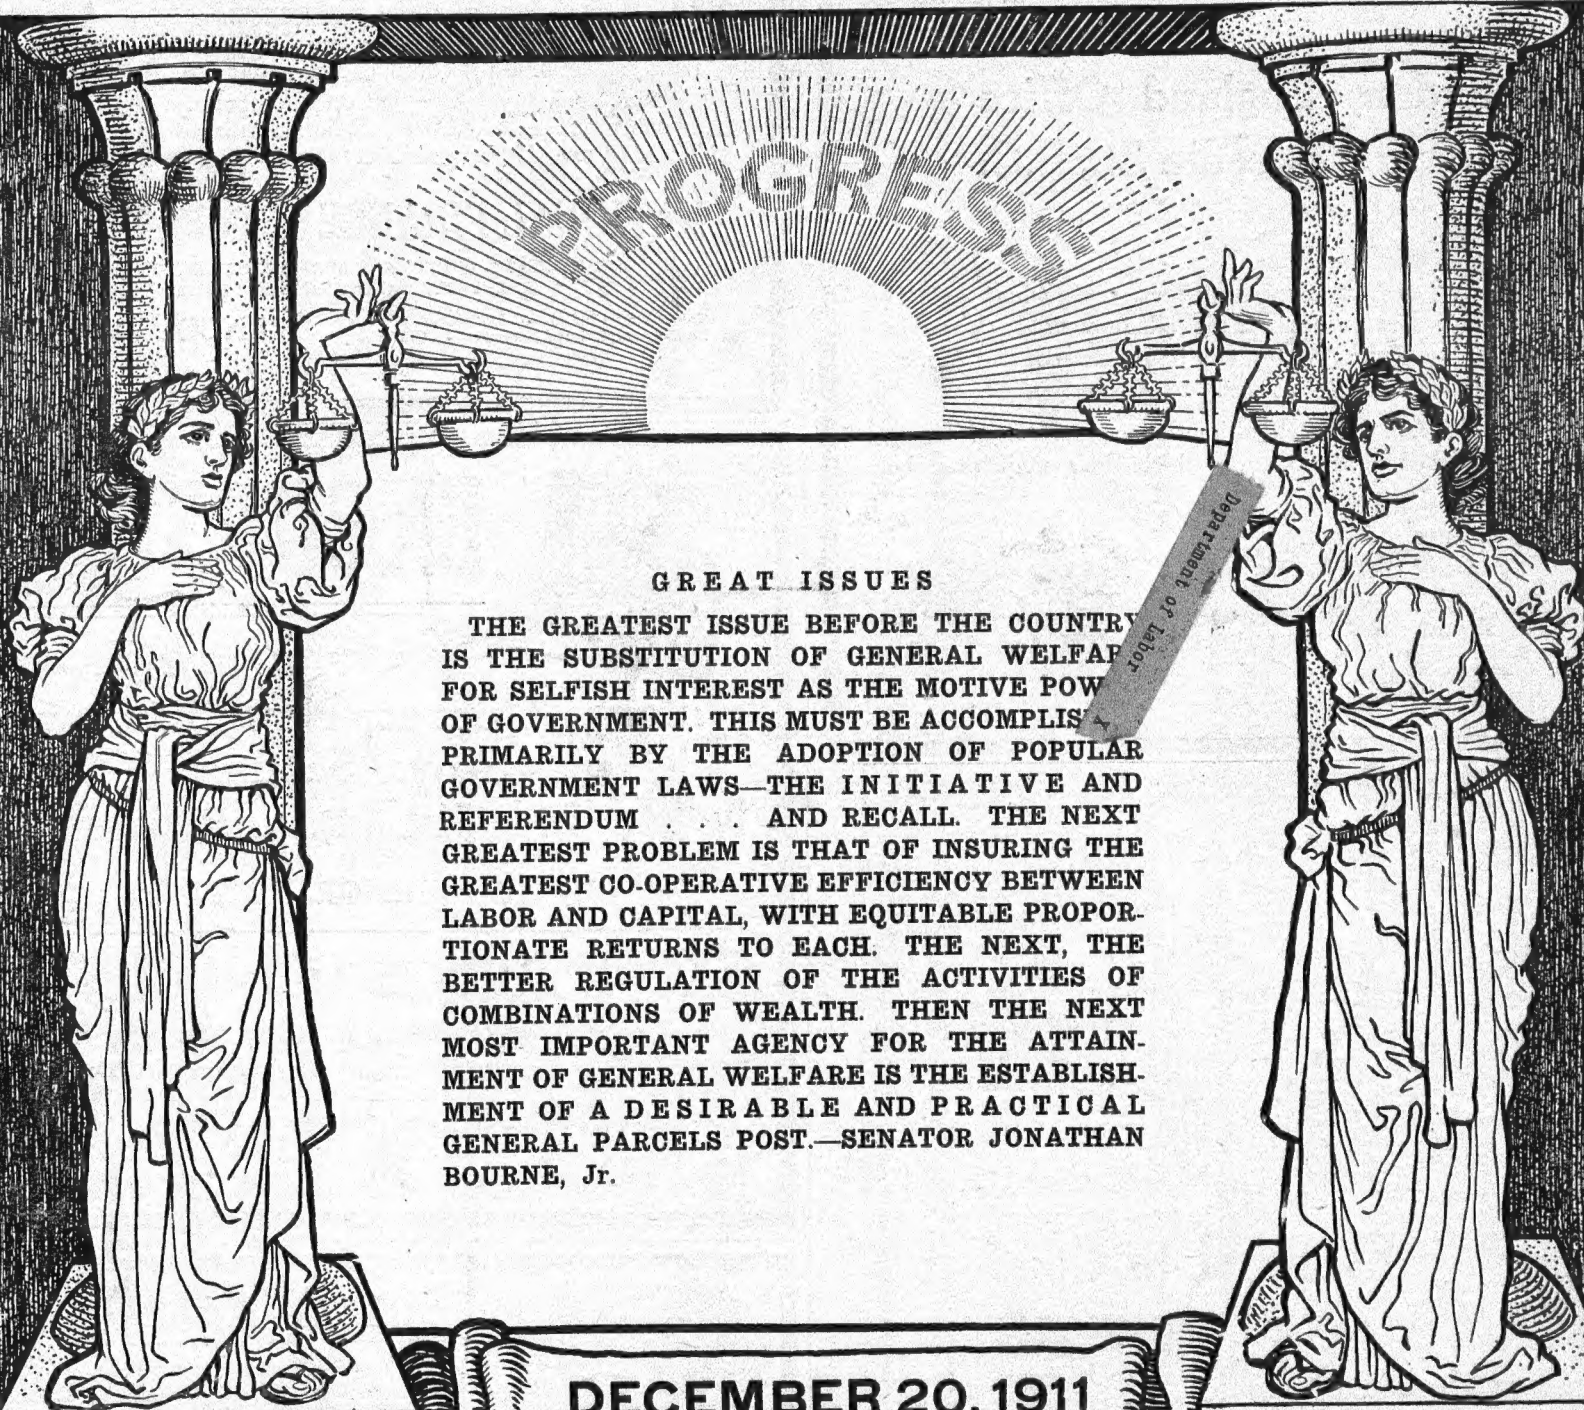 PROGRESS
Department of Labor
X
GREAT ISSUES
THE GREATEST ISSUE BEFORE THE COUNTRY
IS THE SUBSTITUTION OF GENERAL WELFAR
FOR SELFISH INTEREST AS THE MOTIVE POW
OF GOVERNMENT. THIS MUST BE ACCOMPLIS
PRIMARILY BY THE ADOPTION OF POPULAR
GOVERNMENT LAWS—THE INITIATIVE AND
REFERENDUM . . . AND RECALL. THE NEXT
GREATEST PROBLEM IS THAT OF INSURING THE
GREATEST CO-OPERATIVE EFFICIENCY BETWEEN
LABOR AND CAPITAL, WITH EQUITABLE PROPOR-
TIONATE RETURNS TO EACH. THE NEXT, THE
BETTER REGULATION OF THE ACTIVITIES OF
COMBINATIONS OF WEALTH. THEN THE NEXT
MOST IMPORTANT AGENCY FOR THE ATTAIN-
MENT OF GENERAL WELFARE IS THE ESTABLISH-
MENT OF A DESIRABLE AND PRACTICAL
GENERAL PARCELS POST.—SENATOR JONATHAN
BOURNE, Jr.
DECEMBER 20, 1911